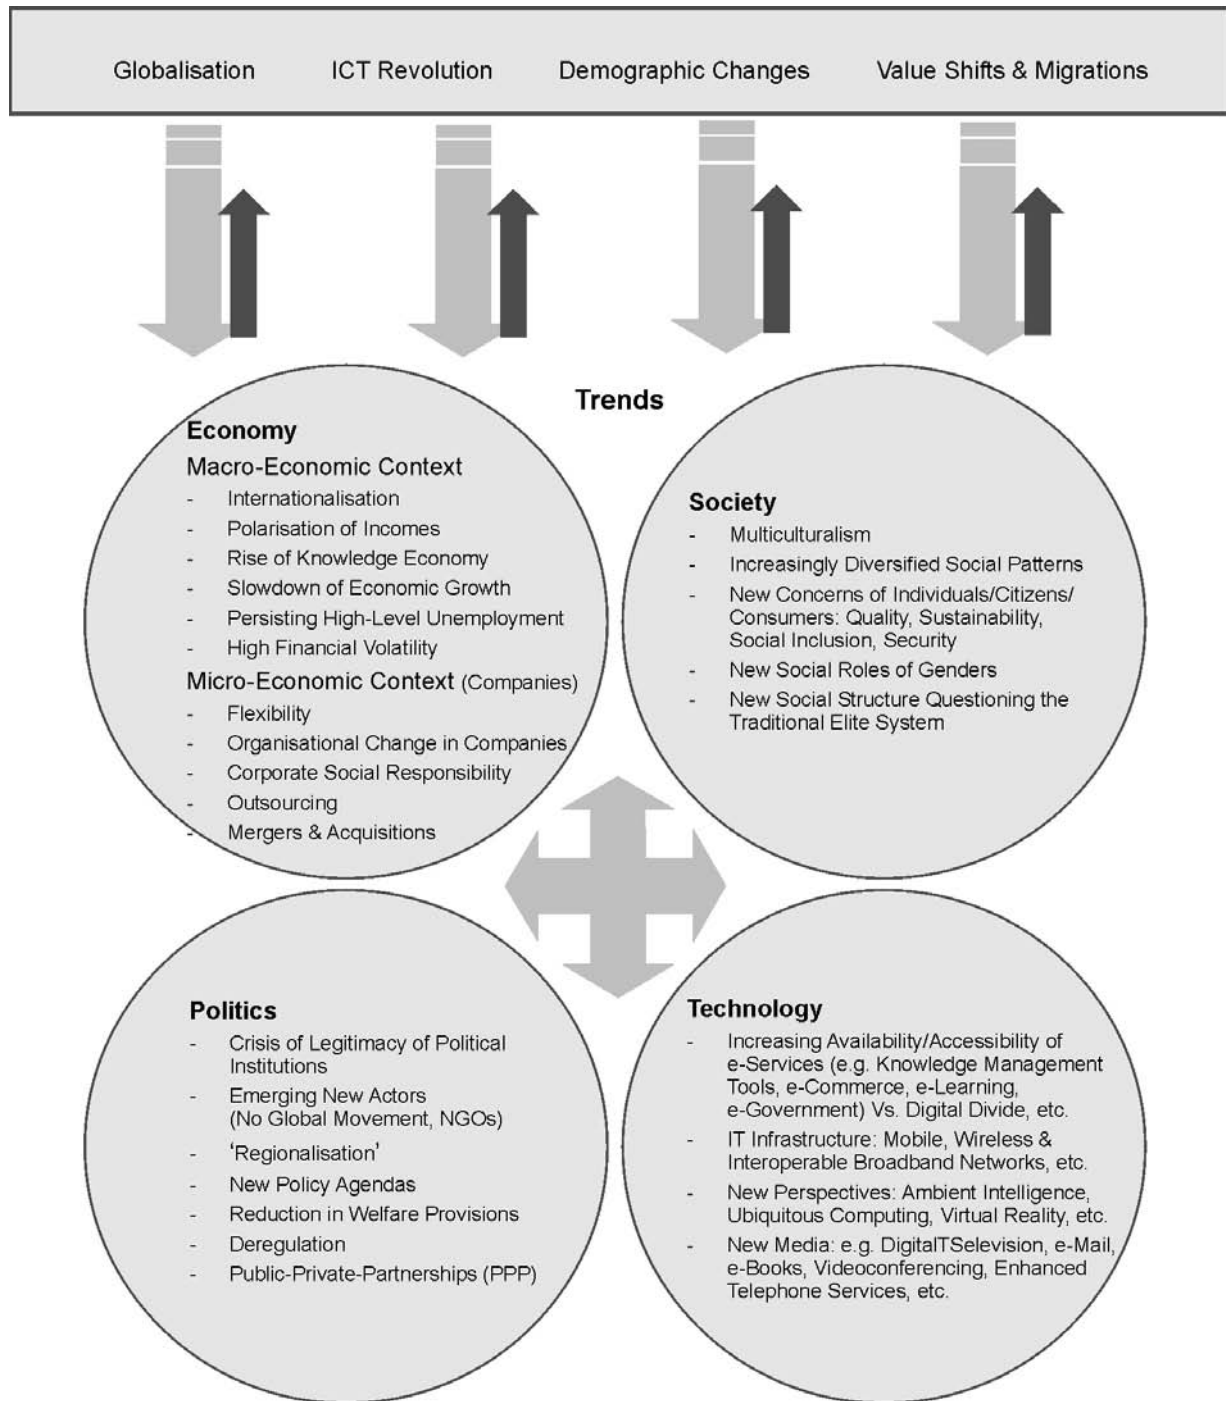 Globalisation ICT Revolution Demographic Changes Value Shifts & Migrations
Trends
Economy
Macro-Economic Context
- Internationalisation
- Polarisation of Incomes
- Rise of Knowledge Economy
- Slowdown of Economic Growth
- Persisting High-Level Unemployment
- High Financial Volatility
Micro-Economic Context (Companies)
- Flexibility
- Organisational Change in Companies
- Corporate Social Responsibility
- Outsourcing
- Mergers & Acquisitions
Society
- Multiculturalism
- Increasingly Diversified Social Patterns
- New Concerns of Individuals/Citizens/
Consumers: Quality, Sustainability,
Social Inclusion, Security
- New Social Roles of Genders
- New Social Structure Questioning the
Traditional Elite System
Politics
- Crisis of Legitimacy of Political
Institutions
- Emerging New Actors
(No Global Movement, NGOs)
- ‘Regionalisation’
- New Policy Agendas
- Reduction in Welfare Provisions
- Deregulation
- Public-Private-Partnerships (PPP)
Technology
- Increasing Availability/Accessibility of
e-Services (e.g. Knowledge Management
Tools, e-Commerce, e-Learning,
e-Government) Vs. Digital Divide, etc.
- IT Infrastructure: Mobile, Wireless &
Interoperable Broadband Networks, etc.
- New Perspectives: Ambient Intelligence,
Ubiquitous Computing, Virtual Reality, etc.
- New Media: e.g. DigitalTSelevision, e-Mail,
e-Books, Videoconferencing, Enhanced
Telephone Services, etc.